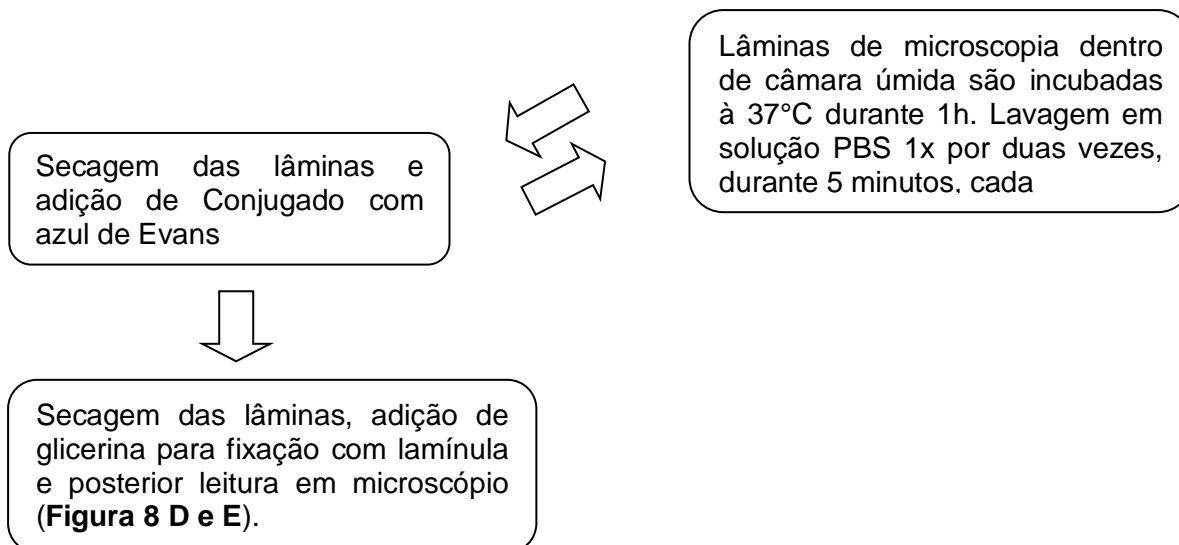 Lâminas de microscopia dentro
de câmara úmida são incubadas
à 37°C durante 1h. Lavagem em
solução PBS 1x por duas vezes,
durante 5 minutos, cada
Secagem das lâminas e
adição de Conjugado com
azul de Evans
Secagem das lâminas, adição de
glicerina para fixação com lamínula
e posterior leitura em microscópio
(Figura 8 D e E).